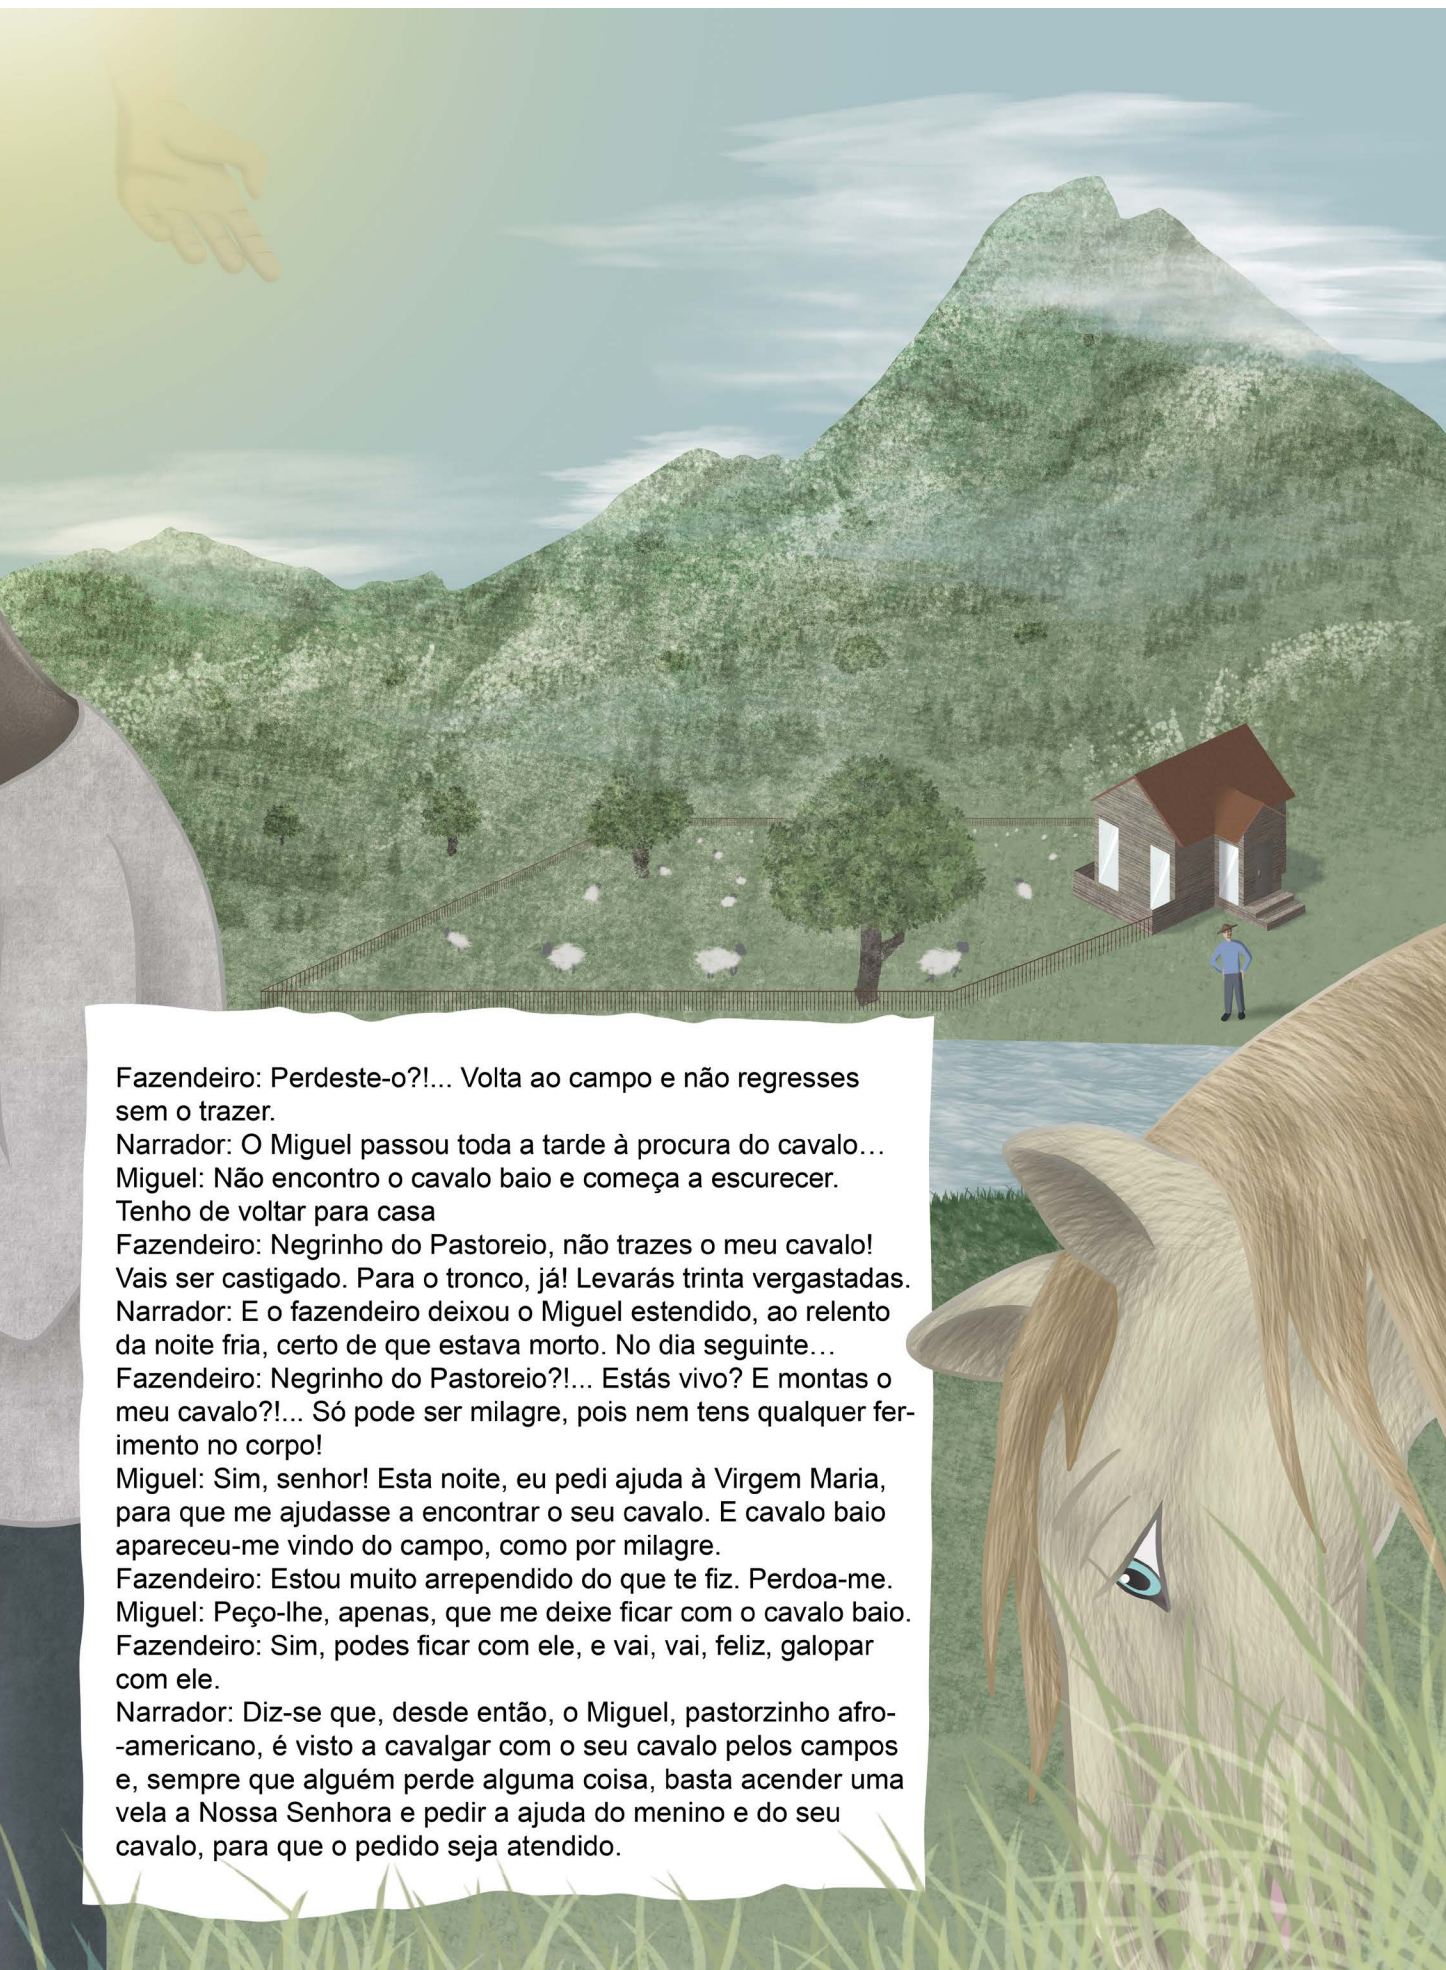 Fazendeiro: Perdeste-o?!... Volta ao campo e não regresses
sem o trazer.
Narrador: O Miguel passou toda a tarde à procura do cavalo…
Miguel: Não encontro o cavalo baio e começa a escurecer.
Tenho de voltar para casa
Fazendeiro: Negrinho do Pastoreio, não trazes o meu cavalo!
Vais ser castigado. Para o tronco, já! Levarás trinta vergastadas.
Narrador: E o fazendeiro deixou o Miguel estendido, ao relento
da noite fria, certo de que estava morto. No dia seguinte…
Fazendeiro: Negrinho do Pastoreio?!... Estás vivo? E montas o
meu cavalo?!... Só pode ser milagre, pois nem tens qualquer fer-
imento no corpo!
Miguel: Sim, senhor! Esta noite, eu pedi ajuda à Virgem Maria,
para que me ajudasse a encontrar o seu cavalo. E cavalo baio
apareceu-me vindo do campo, como por milagre.
Fazendeiro: Estou muito arrependido do que te fiz. Perdoa-me.
Miguel: Peço-lhe, apenas, que me deixe ficar com o cavalo baio.
Fazendeiro: Sim, podes ficar com ele, e vai, vai, feliz, galopar
com ele.
Narrador: Diz-se que, desde então, o Miguel, pastorzinho afro-
-americano, é visto a cavalgar com o seu cavalo pelos campos
e, sempre que alguém perde alguma coisa, basta acender uma
vela a Nossa Senhora e pedir a ajuda do menino e do seu
cavalo, para que o pedido seja atendido.